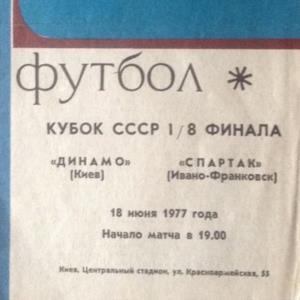 футбол *
КУБОК СССР 1/8 ФИНАЛА
«ДИНАМО» «СПАРТАК»
(Киев) (Ивано-Франковск)
18 июня 1977 года
Начало матча в 19.00
Киев, Центральный стадион, ул. Красноармейская, 55